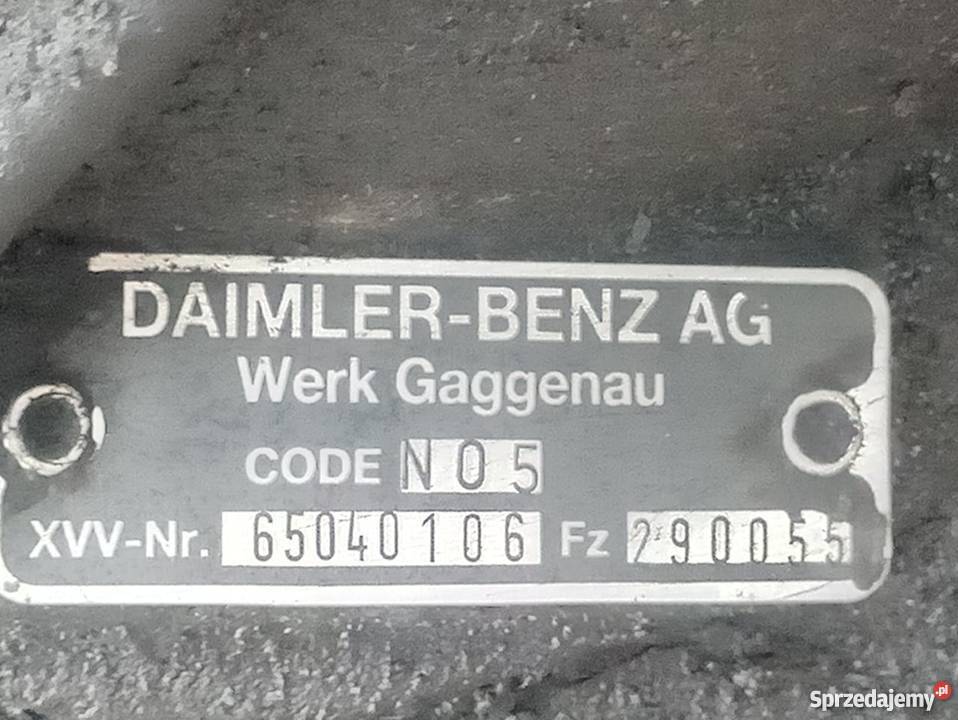 DAIMLER-BENZ AG
Werk Gaggenau
CODE N05
XVV-Nr. 65040106 Fz 290055
Sprzedajemy.pl